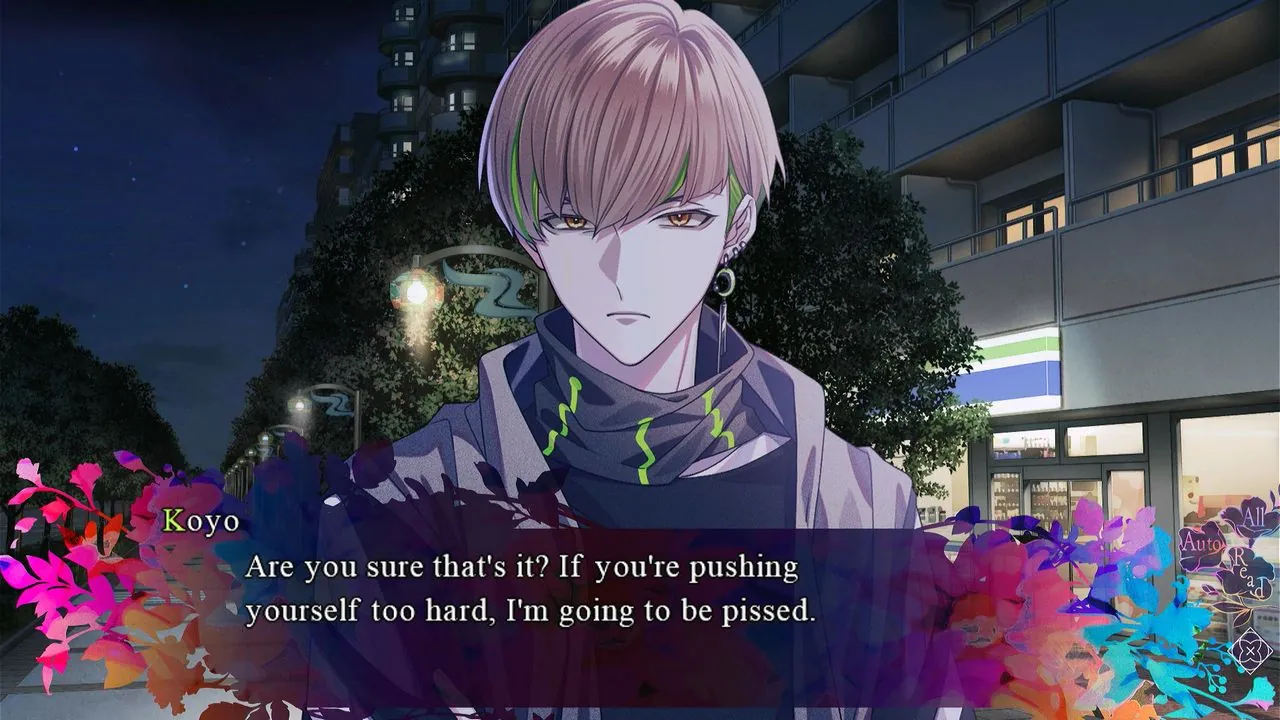 Koyo
Are you sure that's it? If you're pushing
yourself too hard, I'm going to be pissed.
All
Auto
Read